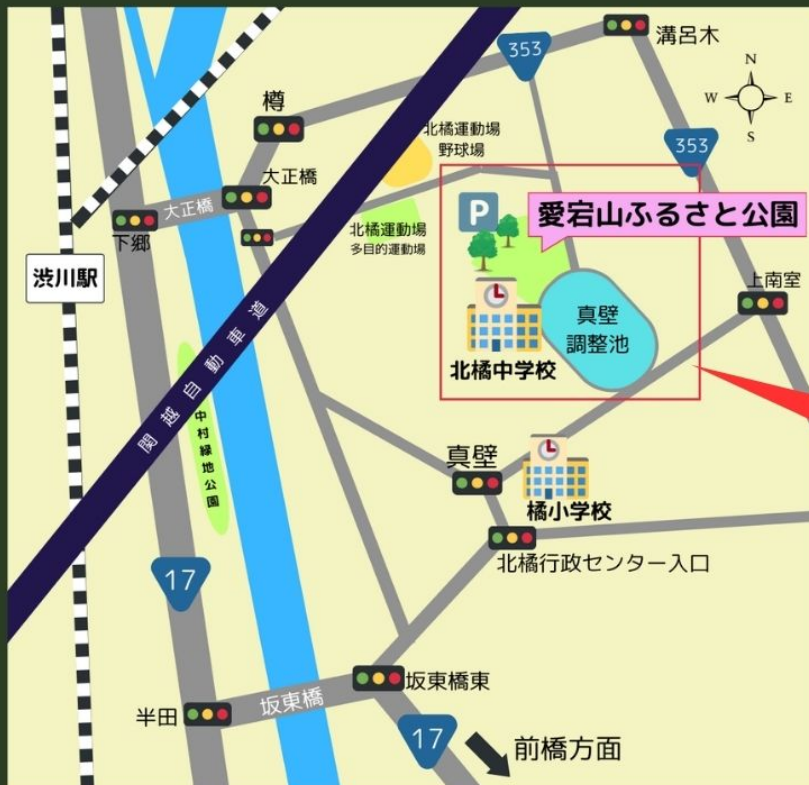 353
溝呂木
N
W
E
S
樽
北橘運動場
野球場
353
大正橋
P
愛宕山ふるさと公園
大正橋
下郷
北橘運動場
多目的運動場
渋川駅
上南室
真壁
調整池
関越自動車道
北橘中学校
中村緑地公園
真壁
橘小学校
北橘行政センター入口
17
坂東橋東
坂東橋
半田
17
前橋方面